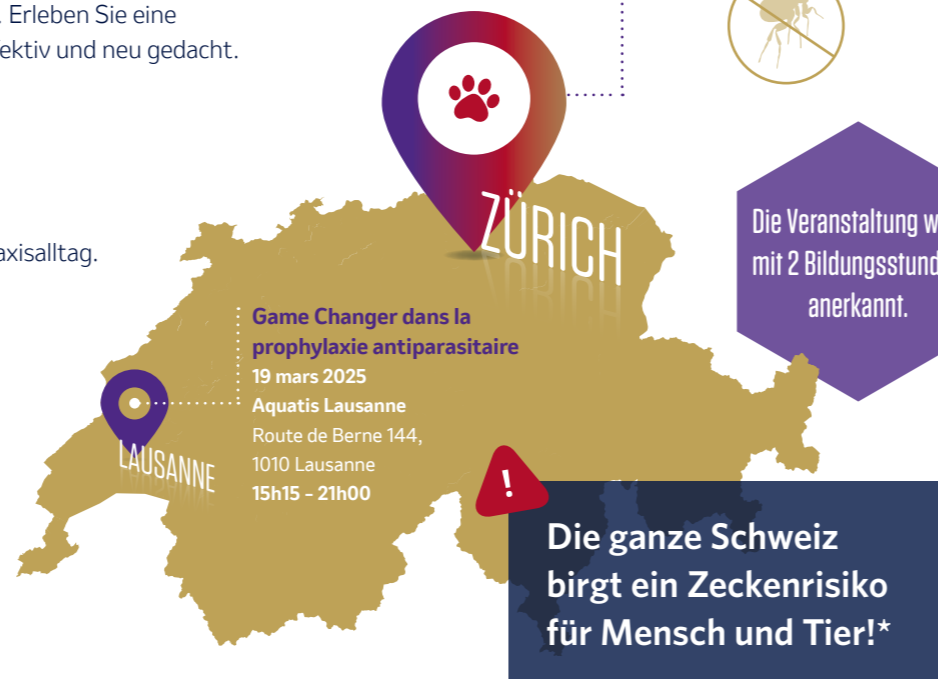 . Erleben Sie eine
ektiv und neu gedacht.
axisalltag.
ZÜRICH
Die Veranstaltung w
mit 2 Bildungsstund
anerkannt.
Game Changer dans la
prophylaxie antiparasitaire
19 mars 2025
Aquatis Lausanne
Route de Berne 144,
1010 Lausanne
15h15 – 21h00
LAUSANNE
!
Die ganze Schweiz
birgt ein Zeckenrisiko
für Mensch und Tier!*